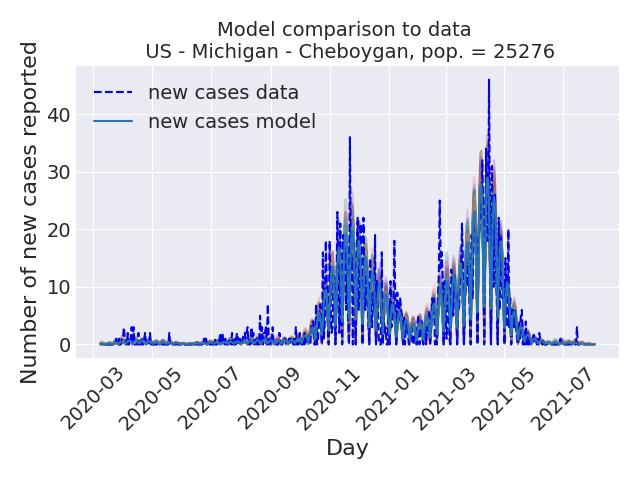 Model comparison to data
US - Michigan - Cheboygan, pop. = 25276
Number of new cases reported
40
30
20
10
0
new cases data
new cases model
2020-03
2020-05
2020-07
2020-09
2020-11
2021-01
2021-03
2021-05
2021-07
Day